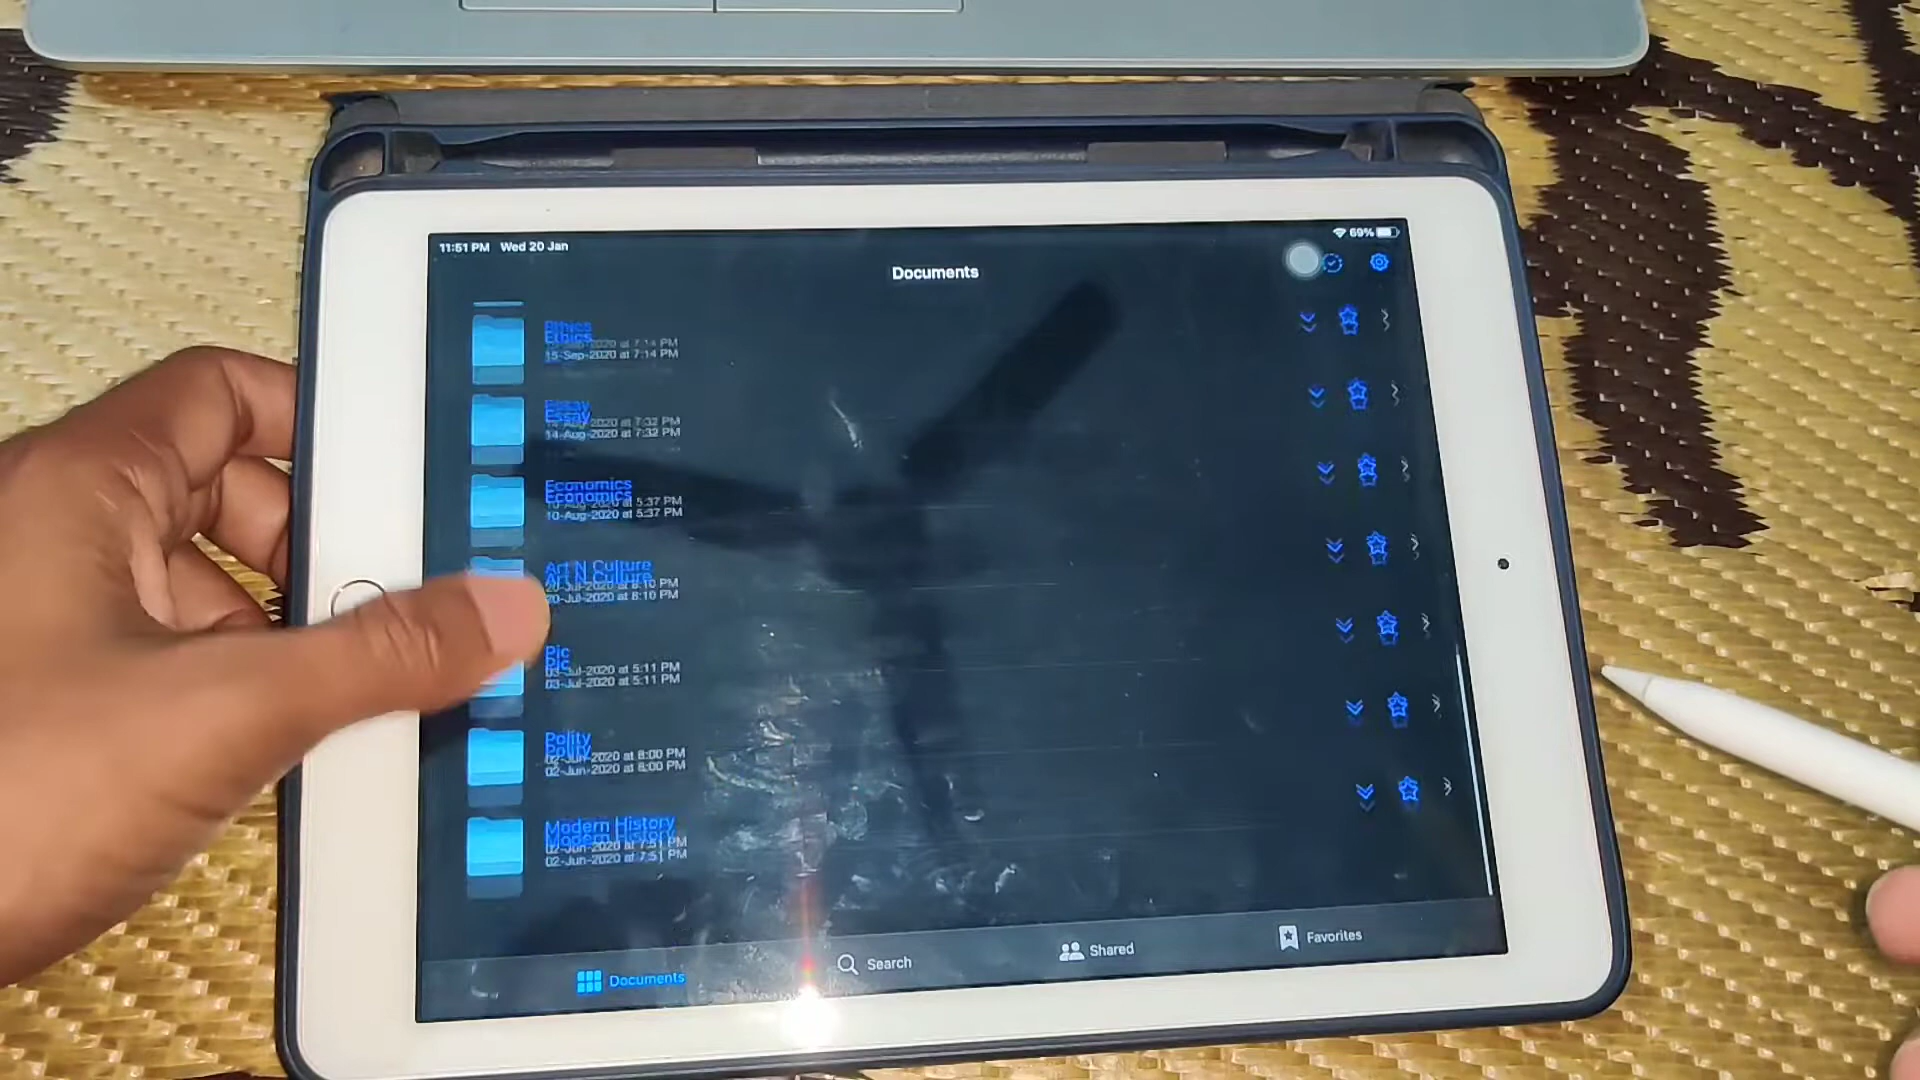 11:51 PM Wed 20 Jan
69%
Documents
Ethics
15-Sep-2020 at 7:14 PM
Essay
14-Aug-2020 at 7:32 PM
Economics
10-Aug-2020 at 5:37 PM
Art N Culture
20-Jul-2020 at 8:10 PM
Pic
03-Jul-2020 at 5:11 PM
Polity
02-Jun-2020 at 8:00 PM
Modern History
02-Jun-2020 at 7:51 PM
Documents
Search
Shared
Favorites